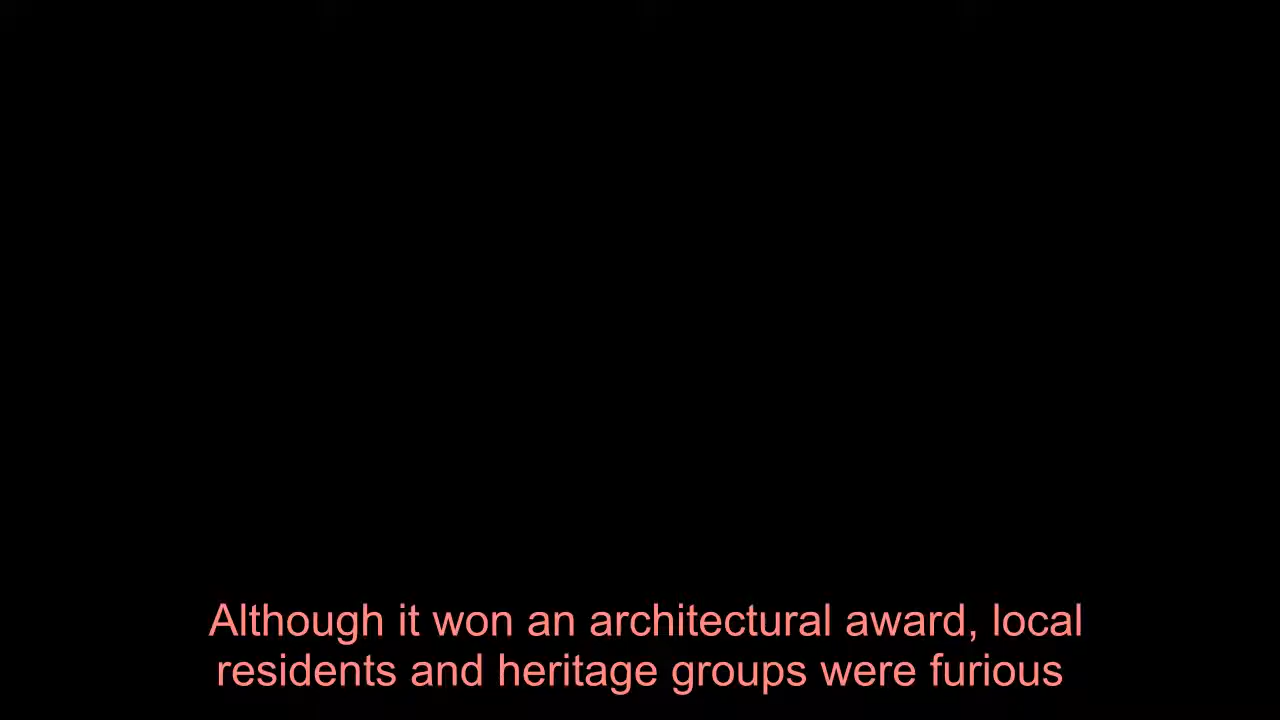 Although it won an architectural award, local
residents and heritage groups were furious